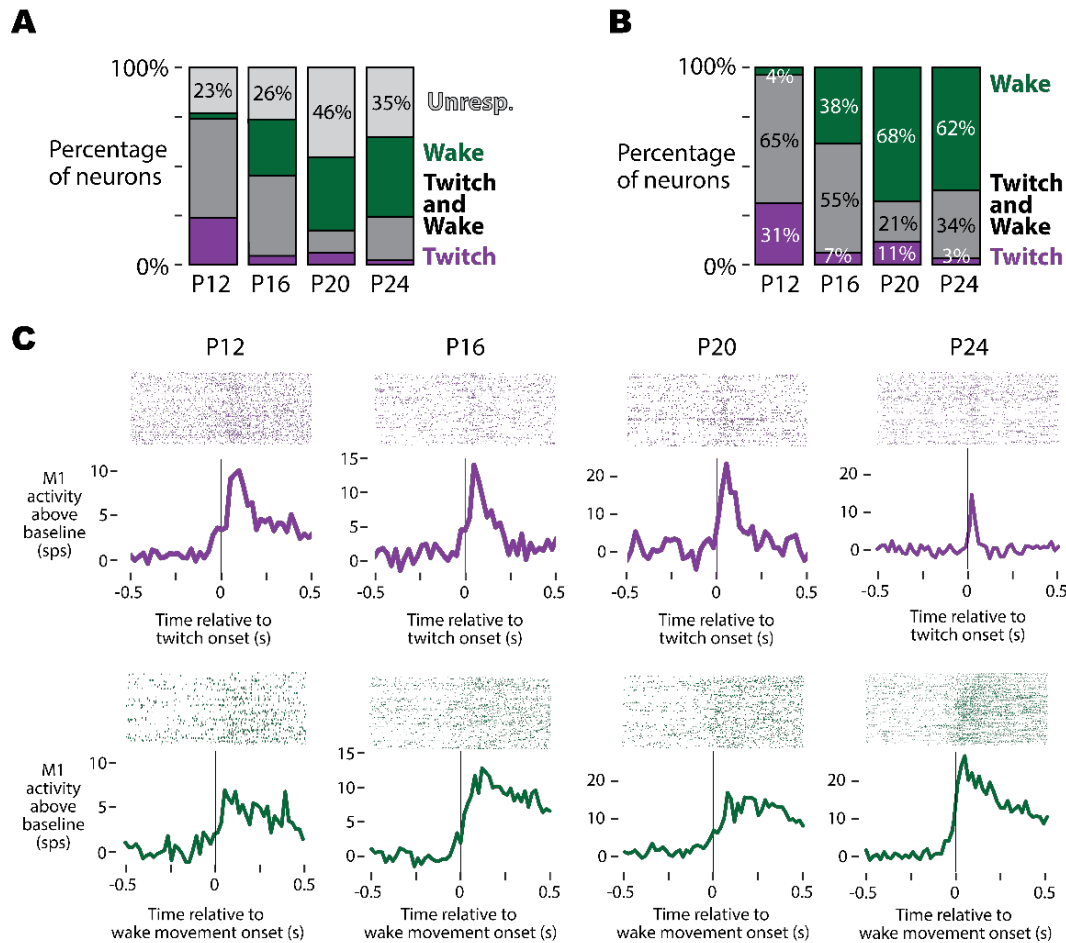 A
100%
Percentage
of neurons
0%
23%
26%
46%
35%
Unresp.
Wake
Twitch
and
Wake
Twitch
P12
P16
P20
P24
B
100%
Percentage
of neurons
0%
4%
65%
31%
38%
55%
7%
68%
21%
11%
62%
34%
3%
Wake
Twitch
and
Wake
Twitch
P12
P16
P20
P24
C
P12
P16
P20
P24
M1
activity
above
baseline
(sps)
10
5
0
-0.5
0
0.5
Time relative to
twitch onset (s)
15
10
5
0
-0.5
0
0.5
Time relative to
twitch onset (s)
20
10
0
-0.5
0
0.5
Time relative to
twitch onset (s)
20
10
0
-0.5
0
0.5
Time relative to
twitch onset (s)
M1
activity
above
baseline
(sps)
10
5
0
-0.5
0
0.5
Time relative to
wake movement onset (s)
15
10
5
0
-0.5
0
0.5
Time relative to
wake movement onset (s)
20
10
0
-0.5
0
0.5
Time relative to
wake movement onset (s)
20
10
0
-0.5
0
0.5
Time relative to
wake movement onset (s)